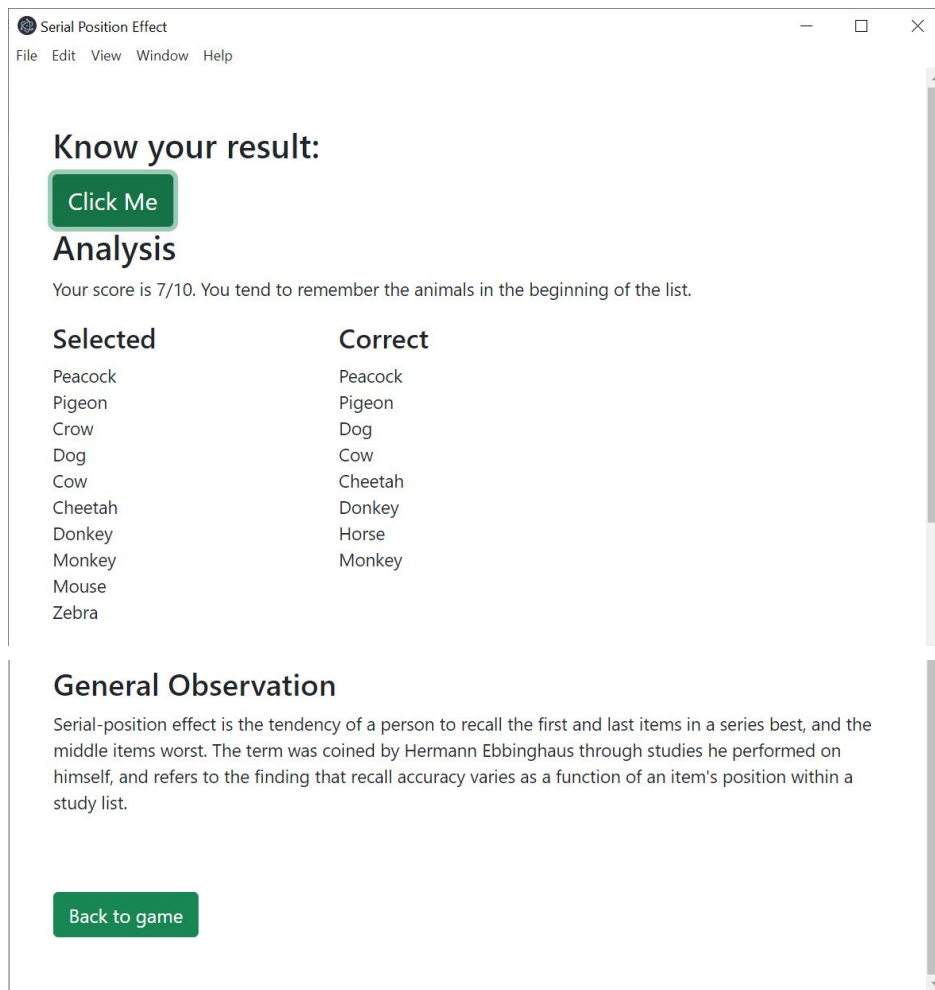 Serial Position Effect
File Edit View Window Help
Know your result:
Click Me
Analysis
Your score is 7/10. You tend to remember the animals in the beginning of the list.
Selected
Peacock
Pigeon
Crow
Dog
Cow
Cheetah
Donkey
Monkey
Mouse
Zebra
Correct
Peacock
Pigeon
Dog
Cow
Cheetah
Donkey
Horse
Monkey
General Observation
Serial-position effect is the tendency of a person to recall the first and last items in a series best, and the
middle items worst. The term was coined by Hermann Ebbinghaus through studies he performed on
himself, and refers to the finding that recall accuracy varies as a function of an item's position within a
study list.
Back to game